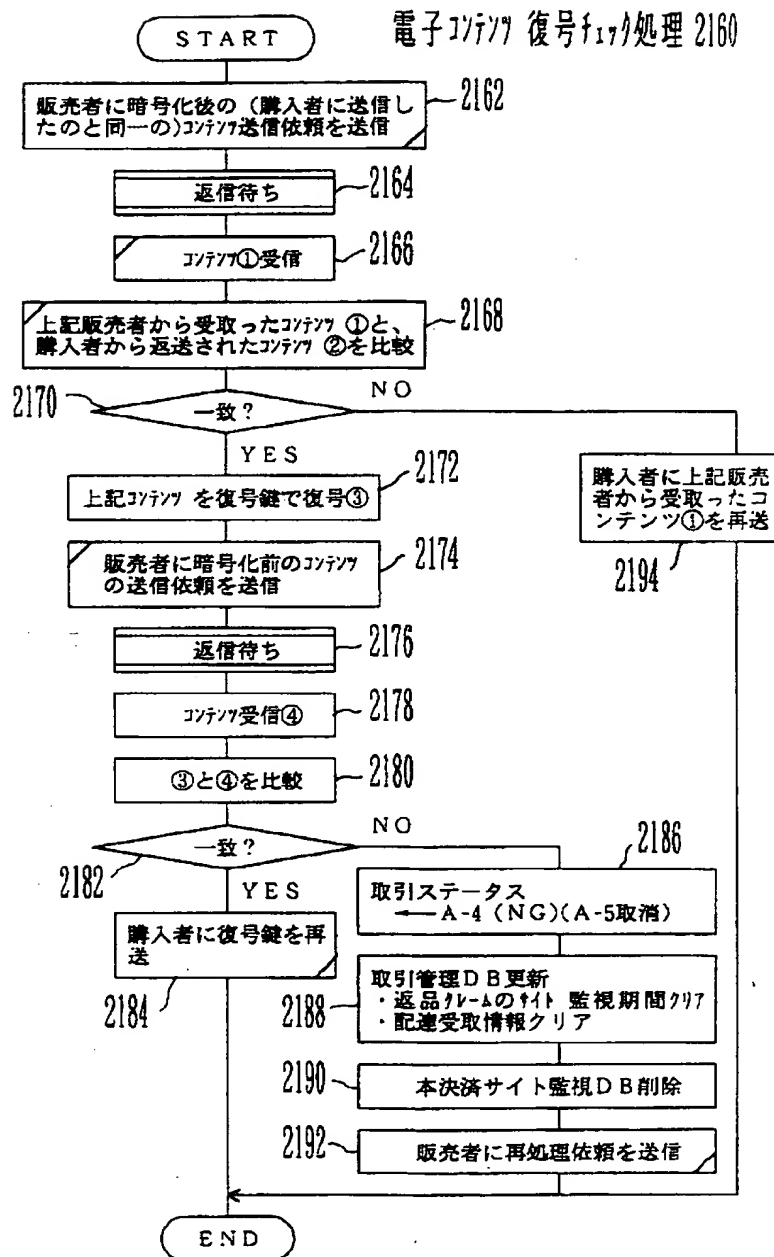 電子コンテンツ 復号チェック処理 2160
START
販売者に暗号化後の(購入者に送信し
たのと同一の)コンテンツ送信依頼を送信
2162
返信待ち
2164
コンテンツ①受信
2166
上記販売者から受取ったコンテンツ ①と、
購入者から返送されたコンテンツ ②を比較
2168
2170
一致?
NO
YES
上記コンテンツ を復号鍵で復号③
2172
購入者に上記販売
者から受取ったコ
ンテンツ①を再送
2194
販売者に暗号化前のコンテンツ
の送信依頼を送信
2174
返信待ち
2176
コンテンツ受信④
2178
③と④を比較
2180
一致?
NO
2182
YES
購入者に復号鍵を再
送
2184
2186
取引ステータス
←A-4 (NG)(A-5取消)
取引管理DB更新
・返品クレームのサイト 監視期間クリア
・配達受取情報クリア
2188
2190
本決済サイト監視DB削除
2192
販売者に再処理依頼を送信
END